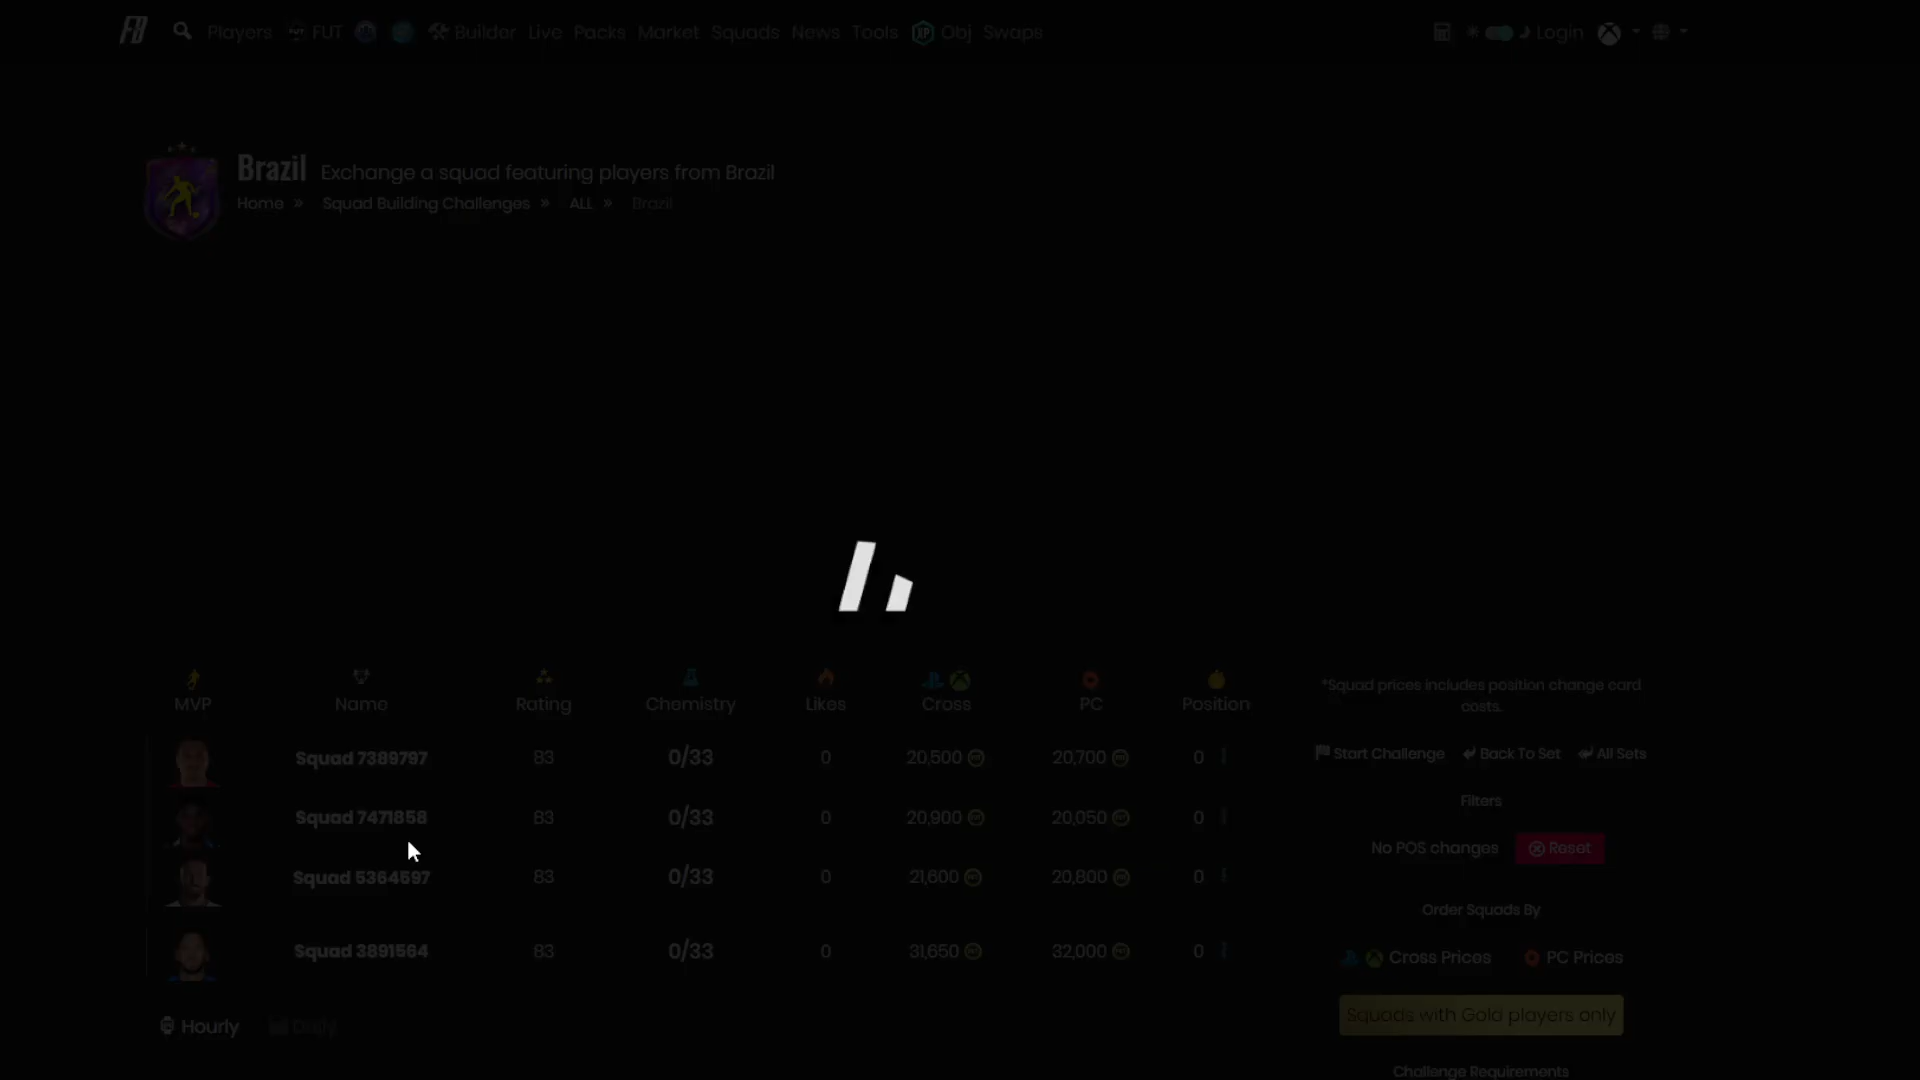 FB Players FUT Builder Live Packs Market Squads News Tools XP Obj Swaps Login
Brazil Exchange a squad featuring players from Brazil
Home » Squad Building Challenges » ALL » Brazil
MVP Name Rating Chemistry Likes Cross PC Position
Squad 7389797 83 0/33 0 20,500 20,700 0
Squad 7471858 83 0/33 0 20,900 20,050 0
Squad 5364597 83 0/33 0 21,600 20,800 0
Squad 3891564 83 0/33 0 31,650 32,000 0
Hourly Daily
*Squad prices includes position change card
costs.
Start Challenge Back To Set All Sets
Filters
No POS changes Reset
Order Squads By
Cross Prices PC Prices
Squads with Gold players only
Challenge Requirements